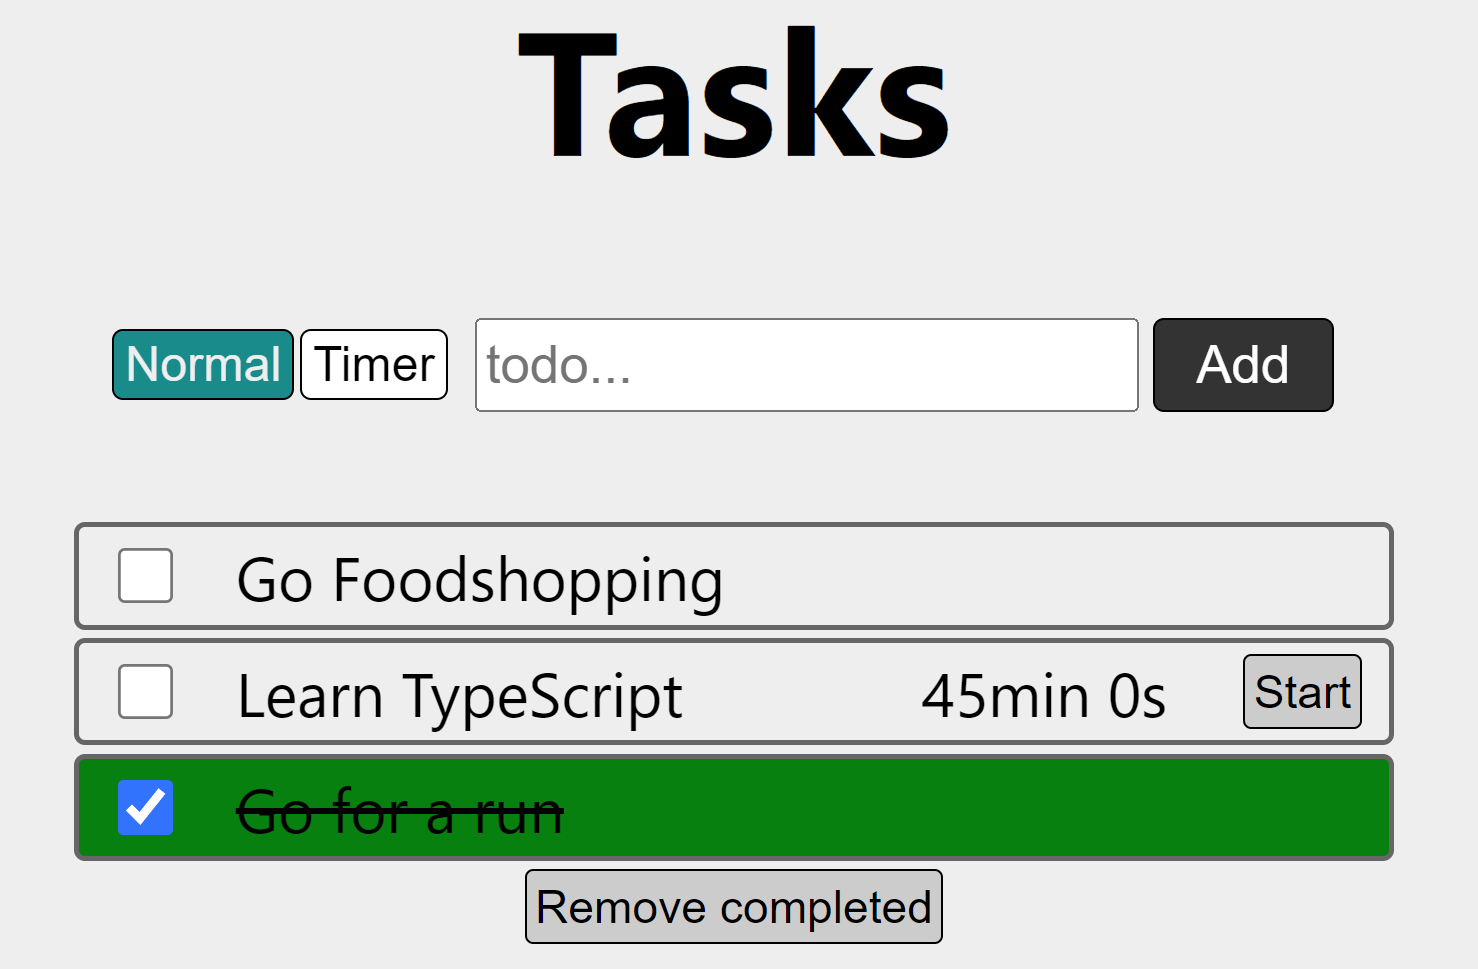 Tasks
Normal Timer todo... Add
Go Foodshopping
Learn TypeScript 45min 0s Start
Go for a run
Remove completed